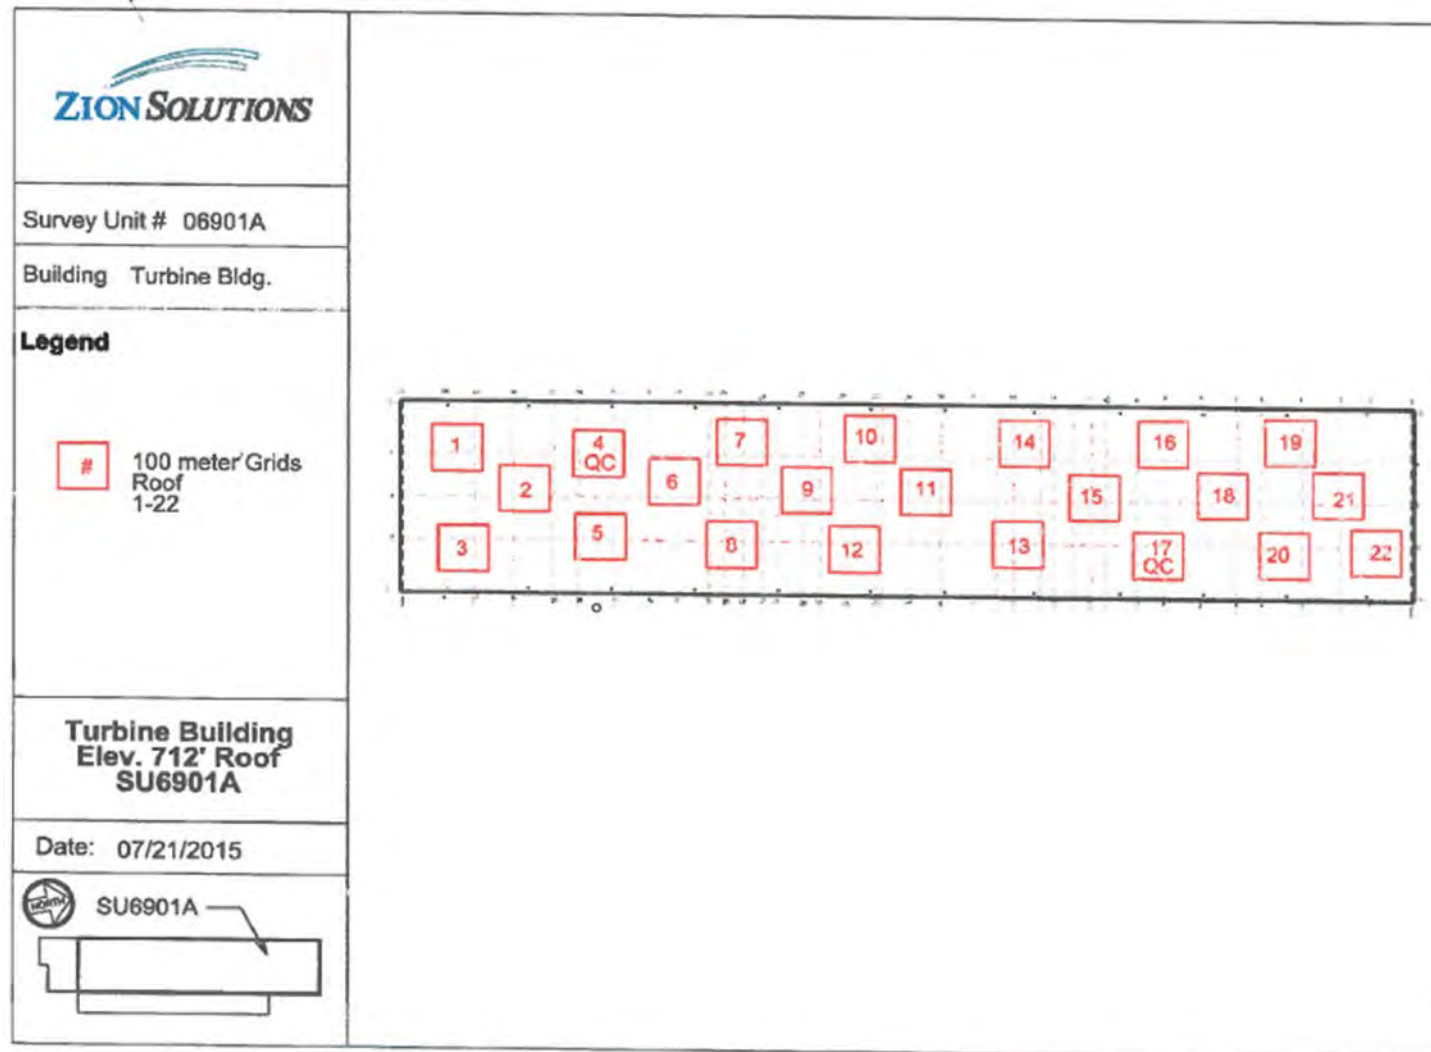 ZION SOLUTIONS
Survey Unit # 06901A
Building Turbine Bldg.
Legend
#
100 meter Grids
Roof
1-22
Turbine Building
Elev. 712' Roof
SU6901A
Date: 07/21/2015
NORTH
SU6901A
1
2
3
4
QC
5
6
7
8
9
10
11
12
13
14
15
16
17
QC
18
19
20
21
22